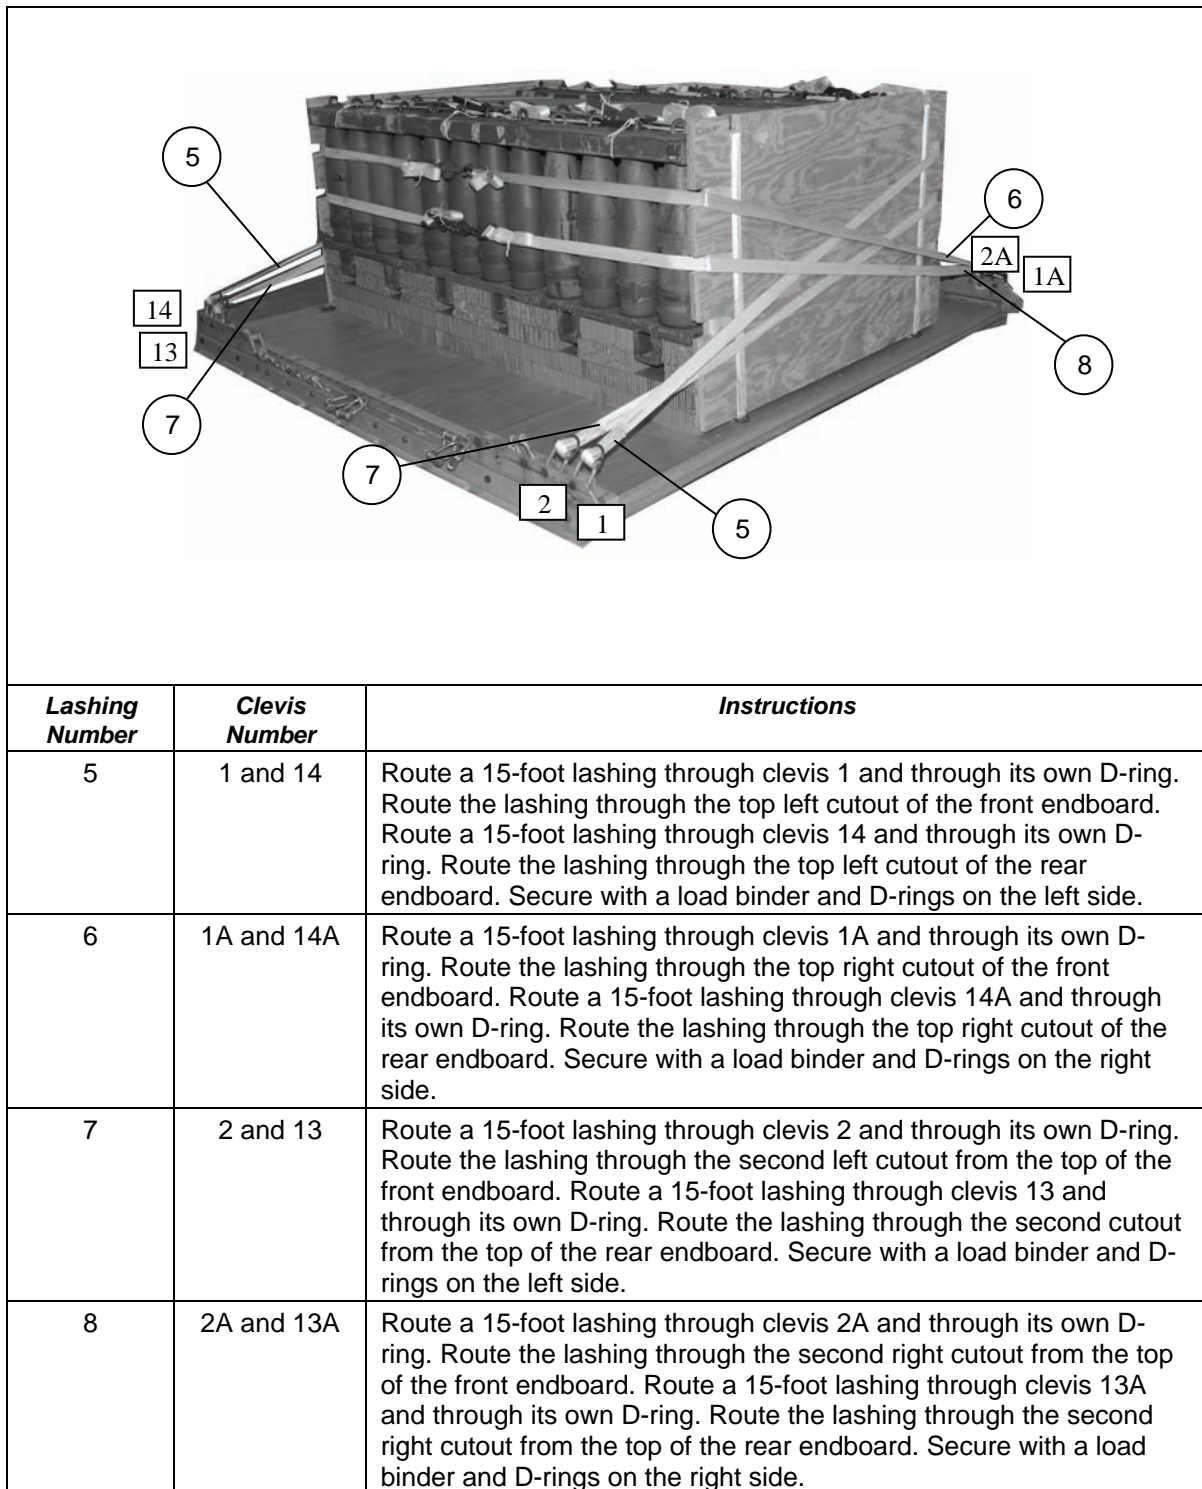 5
6
2A
1A
14
13
8
7
7
2
1
5
Lashing Number
Clevis Number
Instructions
5
1 and 14
Route a 15-foot lashing through clevis 1 and through its own D-ring.
Route the lashing through the top left cutout of the front endboard.
Route a 15-foot lashing through clevis 14 and through its own D-
ring. Route the lashing through the top left cutout of the rear
endboard. Secure with a load binder and D-rings on the left side.
6
1A and 14A
Route a 15-foot lashing through clevis 1A and through its own D-
ring. Route the lashing through the top right cutout of the front
endboard. Route a 15-foot lashing through clevis 14A and through
its own D-ring. Route the lashing through the top right cutout of the
rear endboard. Secure with a load binder and D-rings on the right
side.
7
2 and 13
Route a 15-foot lashing through clevis 2 and through its own D-ring.
Route the lashing through the second left cutout from the top of the
front endboard. Route a 15-foot lashing through clevis 13 and
through its own D-ring. Route the lashing through the second cutout
from the top of the rear endboard. Secure with a load binder and D-
rings on the left side.
8
2A and 13A
Route a 15-foot lashing through clevis 2A and through its own D-
ring. Route the lashing through the second right cutout from the top
of the front endboard. Route a 15-foot lashing through clevis 13A
and through its own D-ring. Route the lashing through the second
right cutout from the top of the rear endboard. Secure with a load
binder and D-rings on the right side.